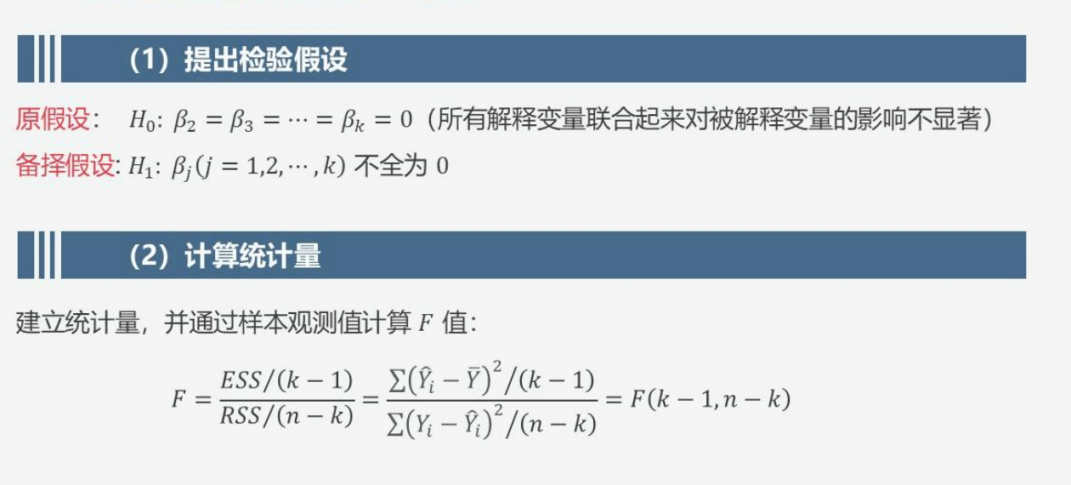 （1）提出检验假设
原假设： H₀: β₂ = β₃ = ⋯ = βₖ = 0（所有解释变量联合起来对被解释变量的影响不显著）
备择假设: H₁: βⱼ(j = 1,2,⋯,k) 不全为 0
（2）计算统计量
建立统计量，并通过样本观测值计算 F 值：
F = ESS/(k − 1) / RSS/(n − k) = Σ(Ŷᵢ − Ȳ)²/(k − 1) / Σ(Yᵢ − Ŷᵢ)²/(n − k) = F(k − 1, n − k)